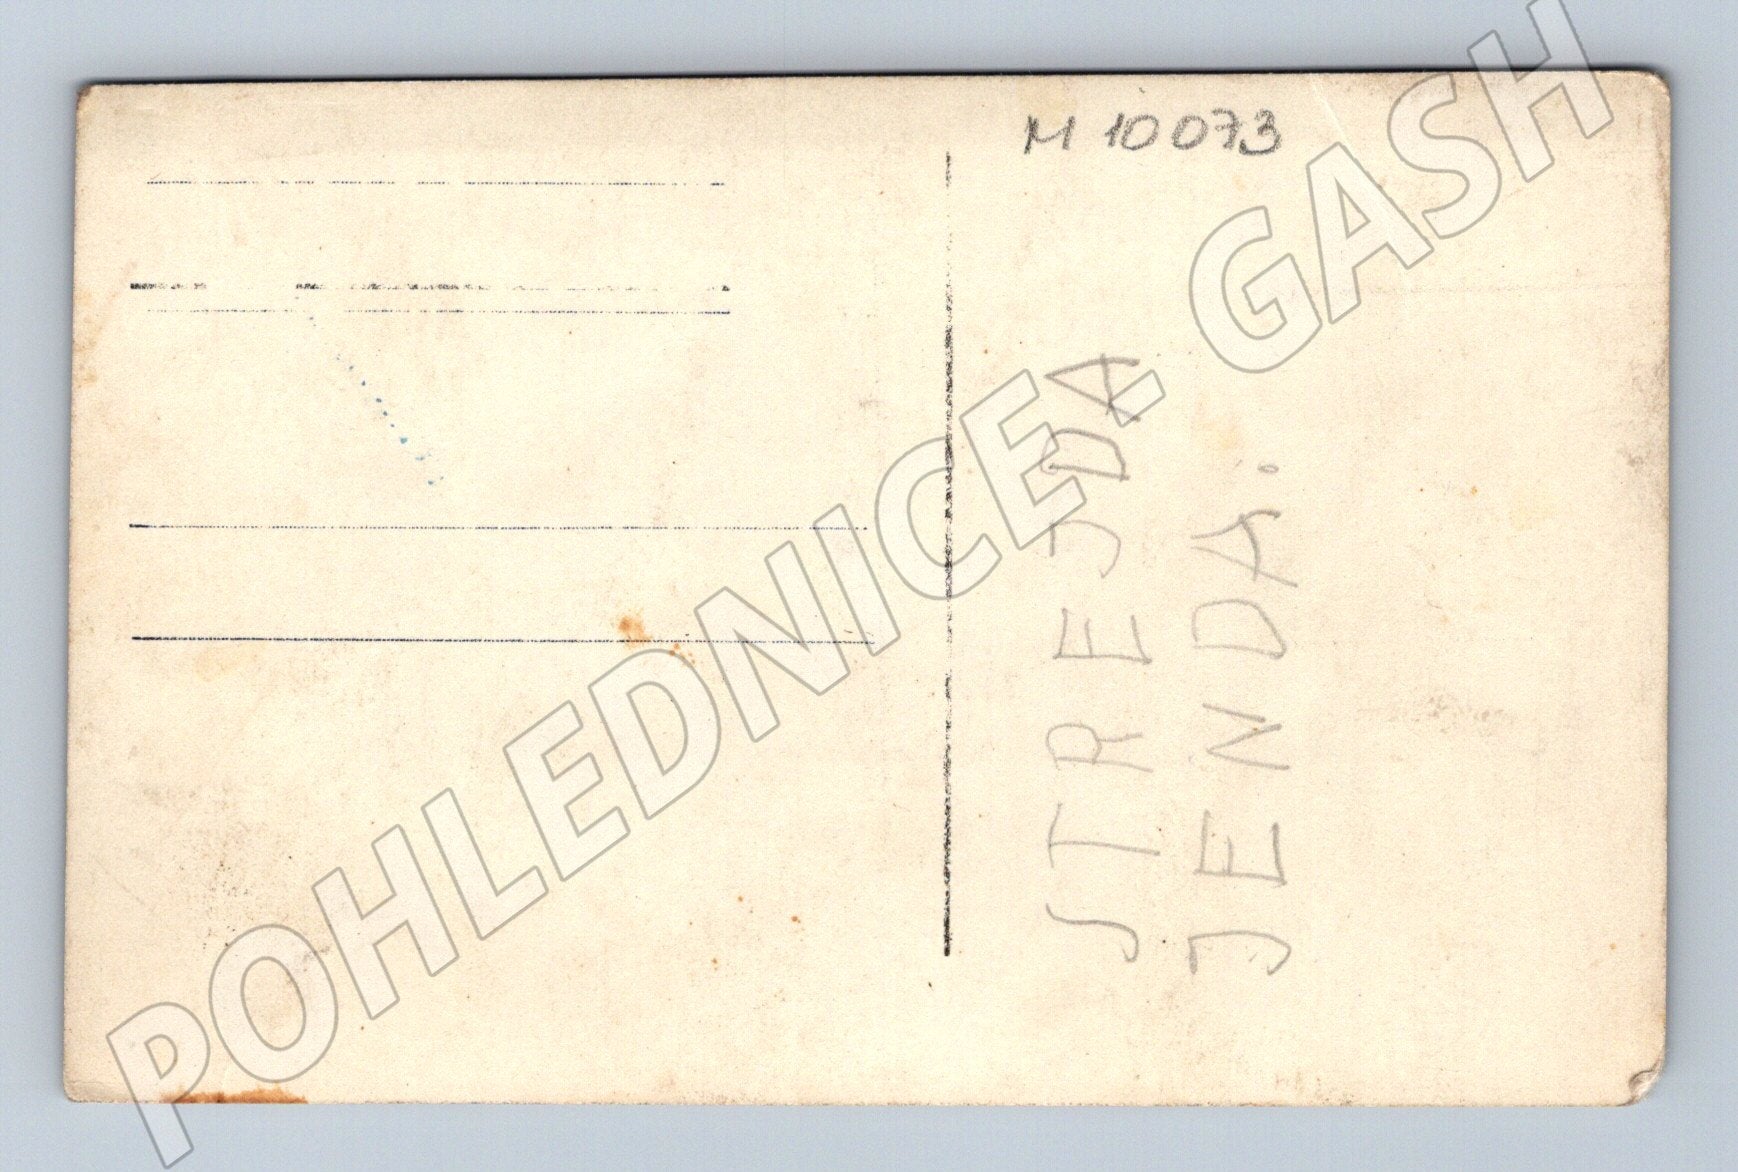 M 10073
STREJDA
JENDA.
POHLEDNICE - GASH